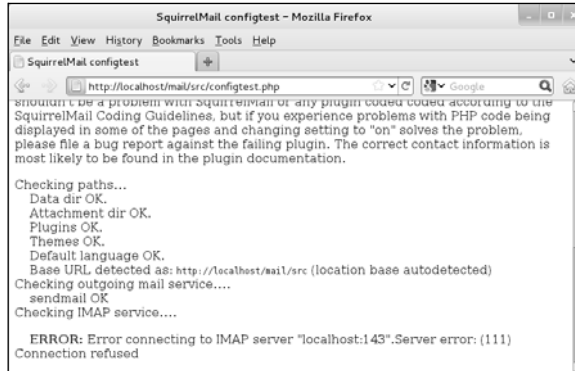 SquirrelMail configtest - Mozilla Firefox
File Edit View History Bookmarks Tools Help
SquirrelMail configtest
http://localhost/mail/src/configtest.php
Google
shouldn't be a problem with SquirrelMail or any plugin coded coded according to the
SquirrelMail Coding Guidelines, but if you experience problems with PHP code being
displayed in some of the pages and changing setting to "on" solves the problem,
please file a bug report against the failing plugin. The correct contact information is
most likely to be found in the plugin documentation.
Checking paths...
Data dir OK.
Attachment dir OK.
Plugins OK.
Themes OK.
Default language OK.
Base URL detected as: http://localhost/mail/src (location base autodetected)
Checking outgoing mail service....
sendmail OK
Checking IMAP service....
ERROR: Error connecting to IMAP server "localhost:143".Server error: (111)
Connection refused